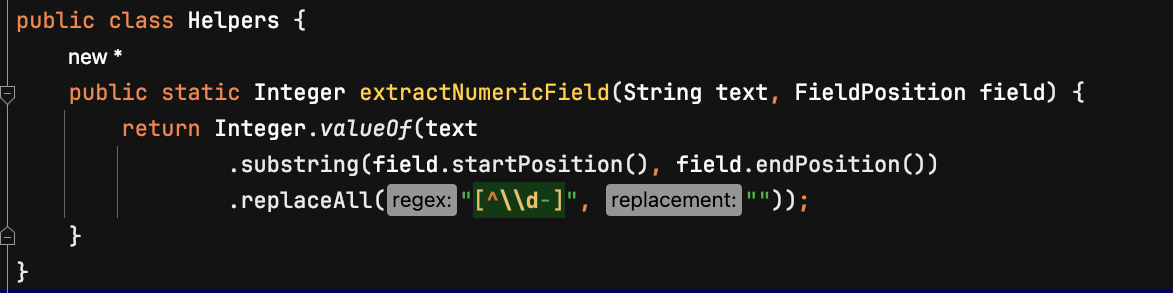 public class Helpers {
new *
public static Integer extractNumericField(String text, FieldPosition field) {
return Integer.valueOf(text
.substring(field.startPosition(), field.endPosition())
.replaceAll( regex: "[^\\d-]", replacement: ""));
}
}